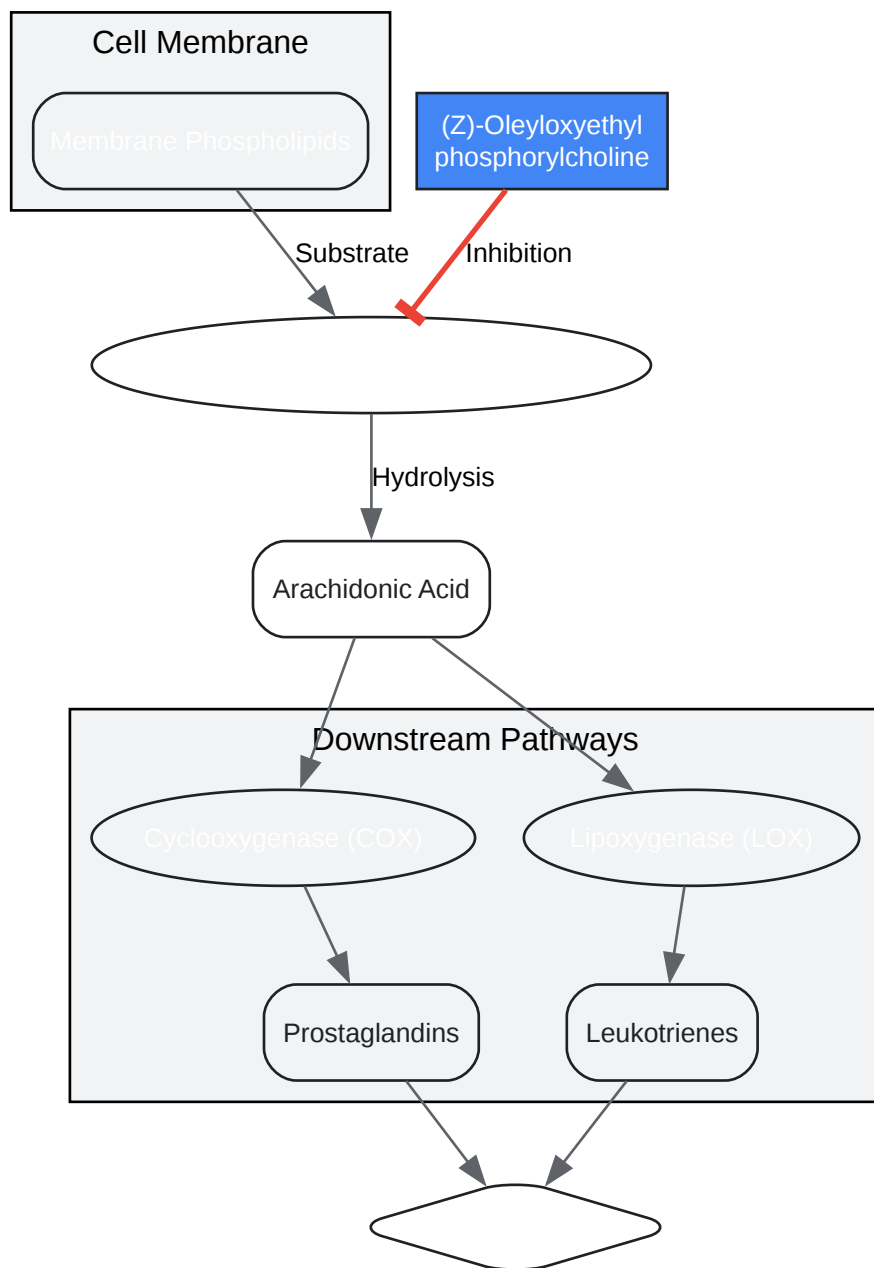 Cell Membrane
Membrane Phospholipids
(Z)-Oleyloxyethyl
phosphorylcholine
Substrate
Inhibition
Hydrolysis
Arachidonic Acid
Downstream Pathways
Cyclooxygenase (COX)
Lipoxygenase (LOX)
Prostaglandins
Leukotrienes